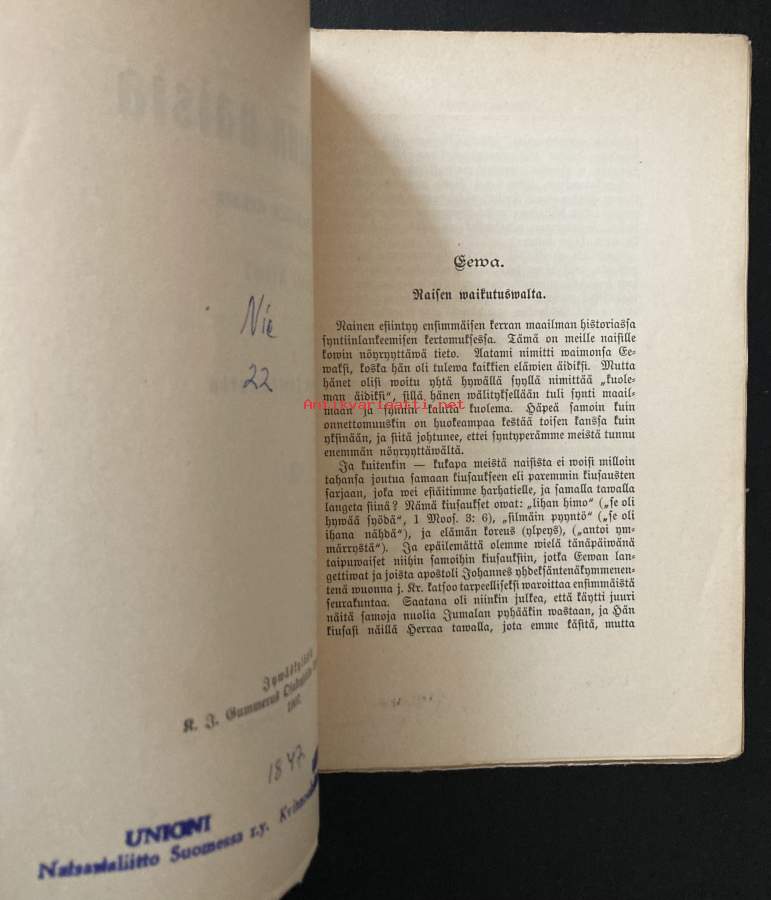 Nie
22
Jywäskylässä
K. J. Gummerus
1907.
1847
UNIONI
Naisasialiitto Suomessa r.y.
Eewa.
Naisen waikutuswalta.
Nainen esiintyy ensimmäisen kerran maailman historiassa
syntiinlankeemisen kertomuksessa. Tämä on meille naisille
kowin nöyryyttäwä tieto. Aatami nimitti waimonsa Ee-
waksi, koska hän oli tulewa kaikkien eläwien äidiksi. Mutta
hänet olisi woitu yhtä hywällä syyllä nimittää „kuole-
man äidiksi“, sillä hänen wälityksellään tuli synti maail-
maan ja synnin kautta kuolema. Häpeä samoin kuin
Antikvariaatti.net
onnettomuuskin on huokeampaa kestää toisen kanssa kuin
yksinään, ja siitä johtunee, ettei syntyperämme meistä tunnu
enemmän nöyryyttäwältä.
Ja kuitenkin — kukapa meistä naisista ei woisi milloin
tahansa joutua samaan kiusaukseen eli paremmin kiusausten
sarjaan, joka wei esiäitimme harhatielle, ja samalla tawalla
langeta siinä? Nämä kiusaukset owat: „lihan himo“ („se oli
hywää syödä“, 1 Moos. 3: 6), „silmäin pyyntö“ („se oli
ihana nähdä“), ja elämän koreus (ylpeys), („antoi ym-
märrystä“). Ja epäilemättä olemme wielä tänäpäiwänä
taipuwaiset niihin samoihin kiusauksiin, jotka Eewan lan-
gettiwat ja joista apostoli Johannes yhdeksäntenäkymmenen-
tenä wuonna j. Kr. katsoo tarpeelliseksi waroittaa ensimmäistä
seurakuntaa. Saatana oli niinkin julkea, että käytti juuri
näitä samoja nuolia Jumalan pyhääkin wastaan, ja Hän
kiusasi näillä Herraa tawalla, jota emme käsitä, mutta